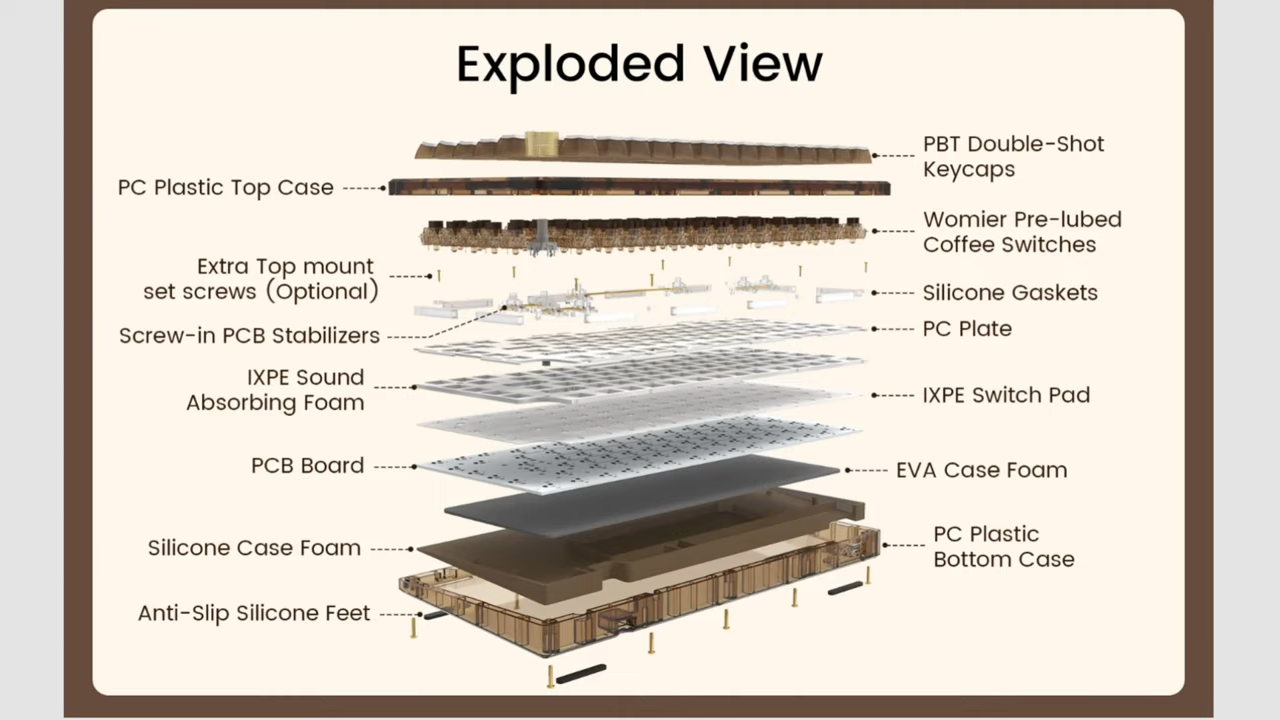 Exploded View
PBT Double-Shot
Keycaps
PC Plastic Top Case
Womier Pre-lubed
Coffee Switches
Extra Top mount
set screws (Optional)
Silicone Gaskets
Screw-in PCB Stabilizers
PC Plate
IXPE Sound
Absorbing Foam
IXPE Switch Pad
PCB Board
EVA Case Foam
Silicone Case Foam
PC Plastic
Bottom Case
Anti-Slip Silicone Feet